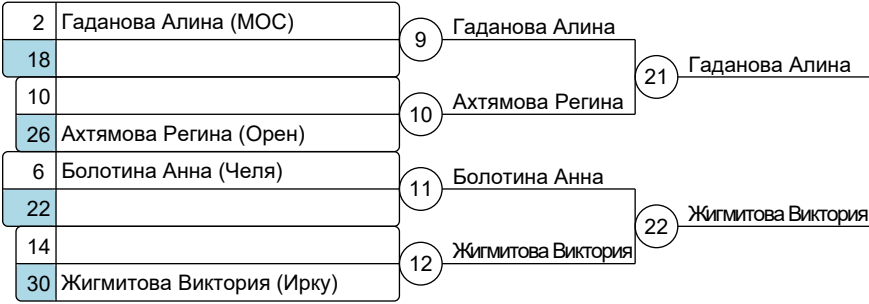 2 Гаданова Алина (МОС)
18
9 Гаданова Алина
21 Гаданова Алина
10
26 Ахтямова Регина (Орен)
10 Ахтямова Регина
6 Болотина Анна (Челя)
22
11 Болотина Анна
22 Жигмитова Виктория
14
30 Жигмитова Виктория (Ирку)
12 Жигмитова Виктория